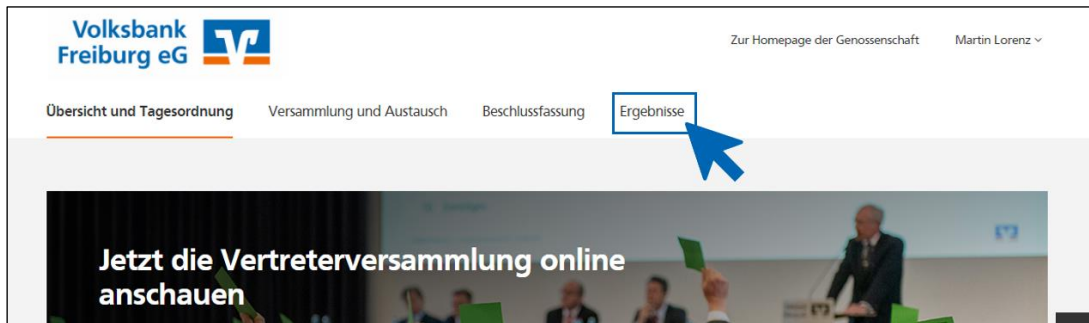 Volksbank
Freiburg eG
Zur Homepage der Genossenschaft
Martin Lorenz
Übersicht und Tagesordnung
Versammlung und Austausch
Beschlussfassung
Ergebnisse
Jetzt die Vertreterversammlung online
anschauen